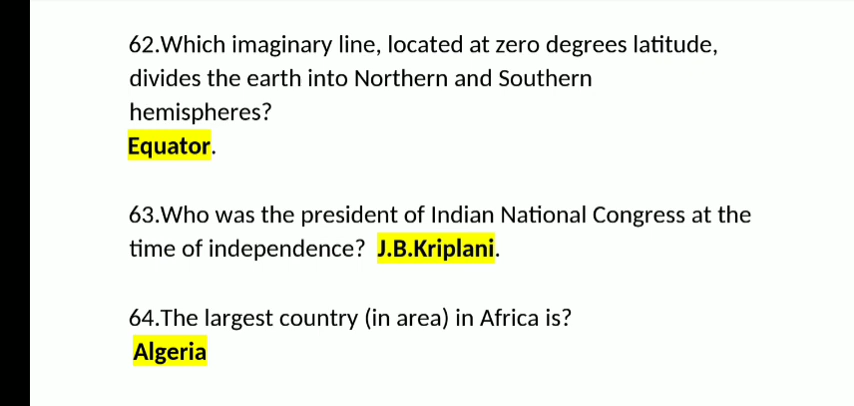 62.Which imaginary line, located at zero degrees latitude,
divides the earth into Northern and Southern
hemispheres?
Equator.
63.Who was the president of Indian National Congress at the
time of independence? J.B.Kriplani.
64.The largest country (in area) in Africa is?
Algeria